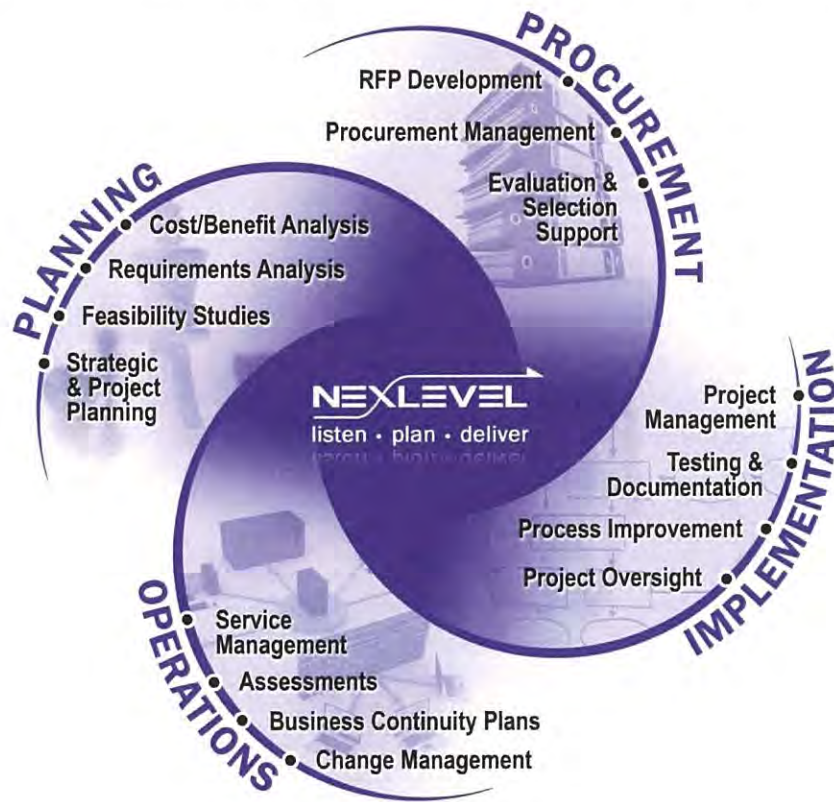 PLANNING
Cost/Benefit Analysis
Requirements Analysis
Feasibility Studies
Strategic
& Project
Planning
PROCUREMENT
RFP Development
Procurement Management
Evaluation &
Selection
Support
NEXLEVEL
listen • plan • deliver
IMPLEMENTATION
Project
Management
Testing &
Documentation
Process Improvement
Project Oversight
OPERATIONS
Service
Management
Assessments
Business Continuity Plans
Change Management